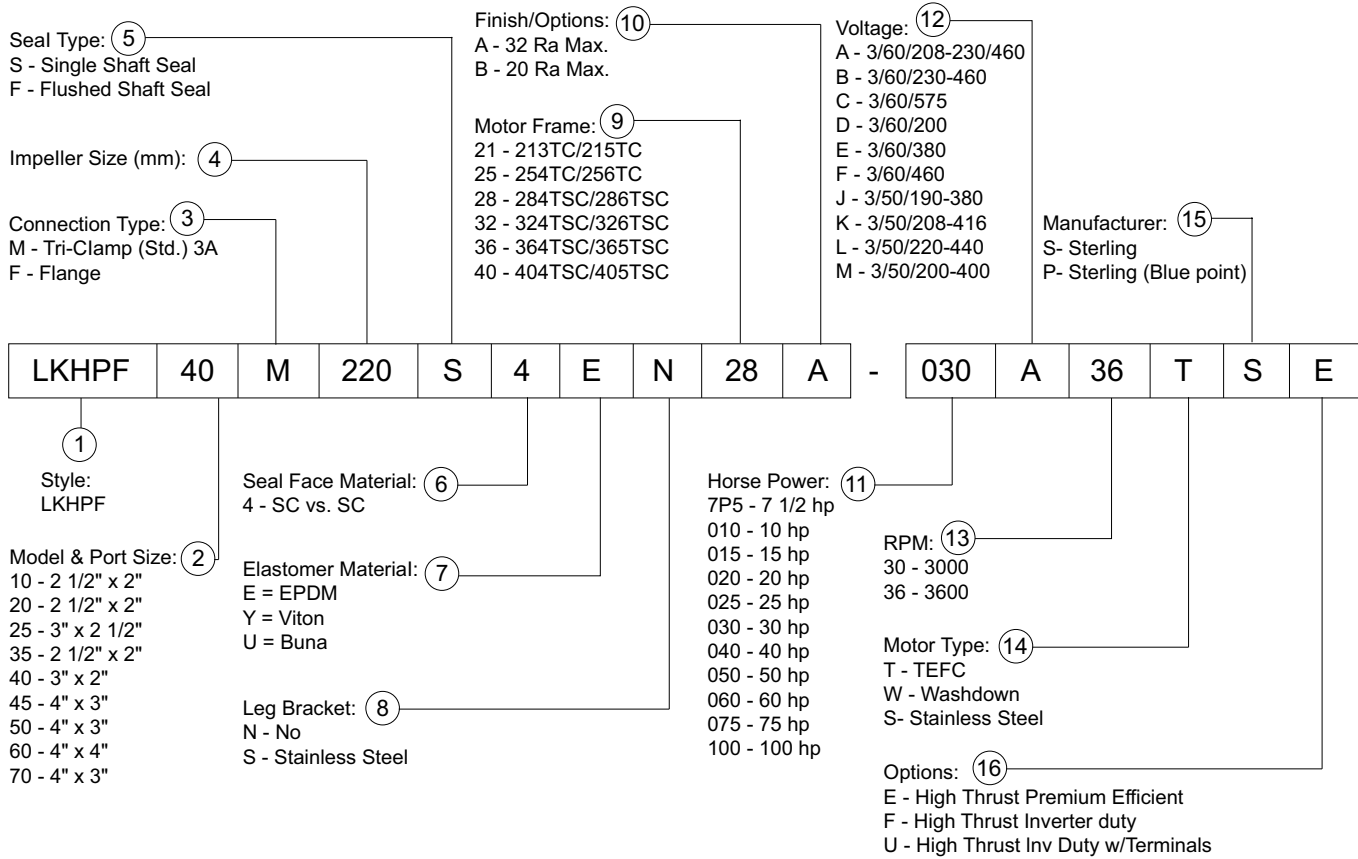 Seal Type: 5
S - Single Shaft Seal
F - Flushed Shaft Seal
Impeller Size (mm): 4
Connection Type: 3
M - Tri-Clamp (Std.) 3A
F - Flange
Finish/Options: 10
A - 32 Ra Max.
B - 20 Ra Max.
Motor Frame: 9
21 - 213TC/215TC
25 - 254TC/256TC
28 - 284TSC/286TSC
32 - 324TSC/326TSC
36 - 364TSC/365TSC
40 - 404TSC/405TSC
Voltage: 12
A - 3/60/208-230/460
B - 3/60/230-460
C - 3/60/575
D - 3/60/200
E - 3/60/380
F - 3/60/460
J - 3/50/190-380
K - 3/50/208-416
L - 3/50/220-440
M - 3/50/200-400
Manufacturer: 15
S- Sterling
P- Sterling (Blue point)
LKHPF 40 M 220 S 4 E N 28 A - 030 A 36 T S E
1
Style:
LKHPF
Model & Port Size: 2
10 - 2 1/2" x 2"
20 - 2 1/2" x 2"
25 - 3" x 2 1/2"
35 - 2 1/2" x 2"
40 - 3" x 2"
45 - 4" x 3"
50 - 4" x 3"
60 - 4" x 4"
70 - 4" x 3"
Seal Face Material: 6
4 - SC vs. SC
Elastomer Material: 7
E = EPDM
Y = Viton
U = Buna
Leg Bracket: 8
N - No
S - Stainless Steel
Horse Power: 11
7P5 - 7 1/2 hp
010 - 10 hp
015 - 15 hp
020 - 20 hp
025 - 25 hp
030 - 30 hp
040 - 40 hp
050 - 50 hp
060 - 60 hp
075 - 75 hp
100 - 100 hp
RPM: 13
30 - 3000
36 - 3600
Motor Type: 14
T - TEFC
W - Washdown
S- Stainless Steel
Options: 16
E - High Thrust Premium Efficient
F - High Thrust Inverter duty
U - High Thrust Inv Duty w/Terminals